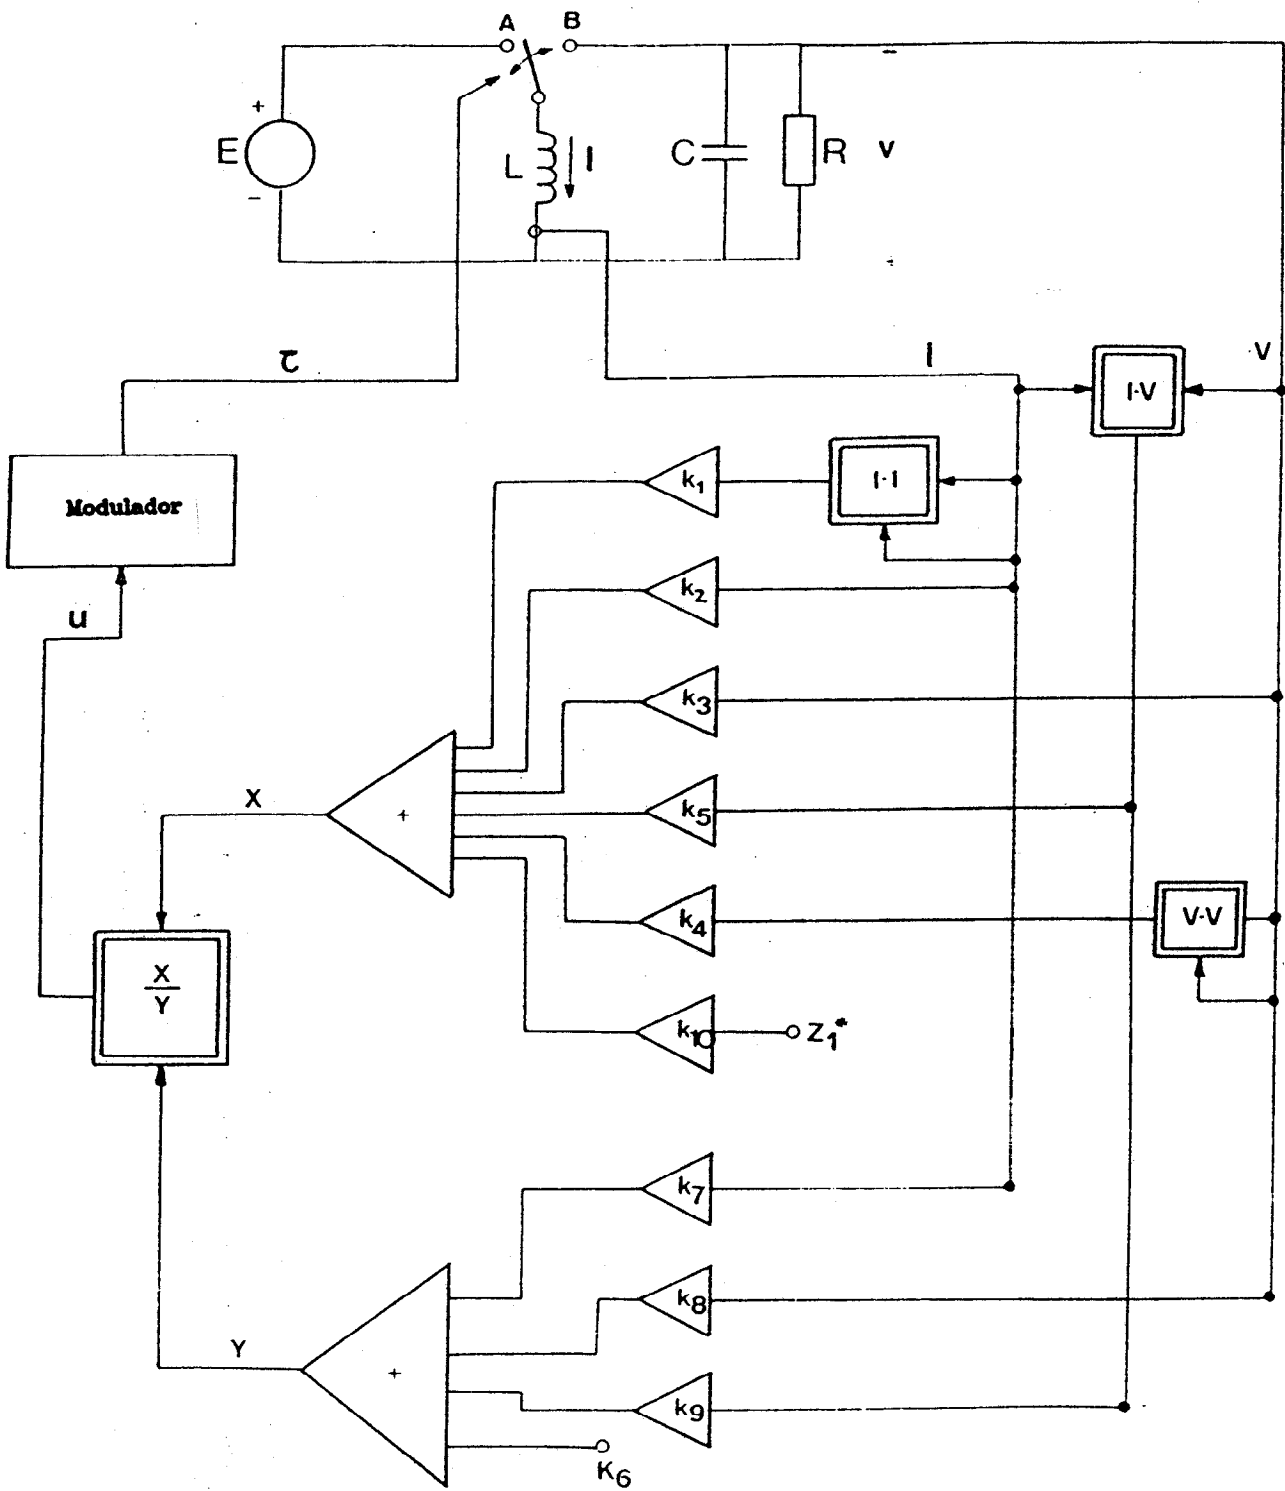 A B
+
E
-
L
I
C
R
V
-
τ
I
V
I·V
Modulador
k1
I·I
u
k2
k3
X
+
k5
k4
V·V
X
Y
k10
Z1*
k7
Y
k8
+
k9
K6